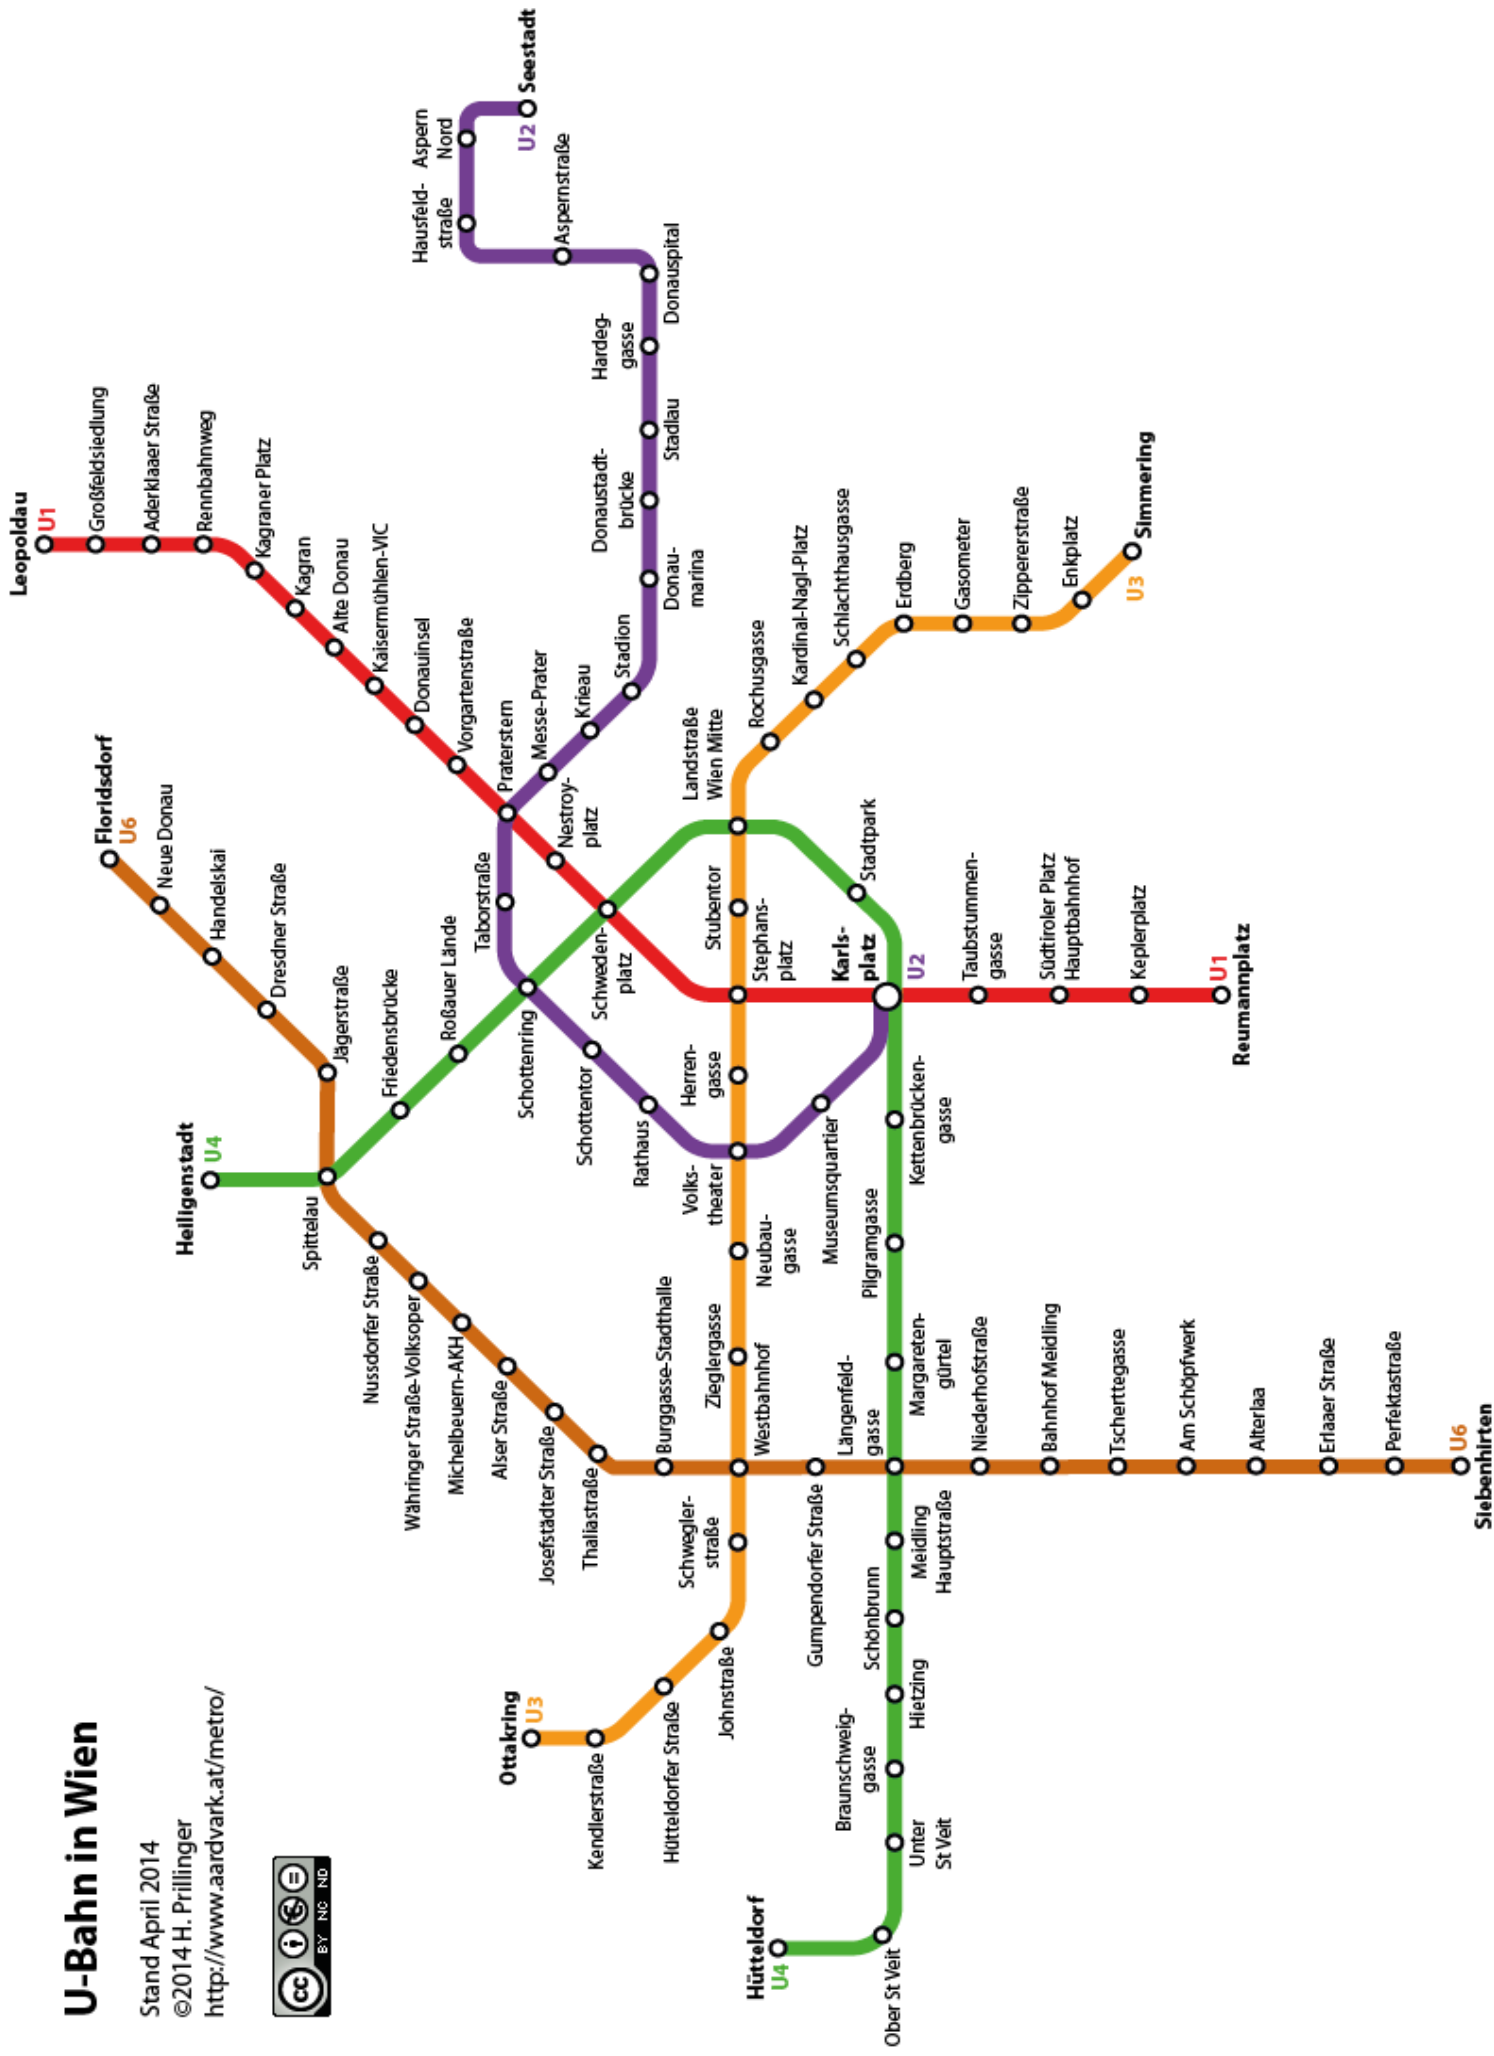 U-Bahn in Wien
Stand April 2014
©2014 H. Prillinger
http://www.aardvark.at/metro/
cc
BY NC ND
Leopoldau
U1
Großfeldsiedlung
Aderklaaer Straße
Rennbahnweg
Kagraner Platz
Kagran
Alte Donau
Kaisermühlen-VIC
Donauinsel
Vorgartenstraße
Praterstern
Nestroy-
platz
Schweden-
platz
Stephans-
platz
Karls-
platz
U2
Taubstummen-
gasse
Südtiroler Platz
Hauptbahnhof
Keplerplatz
U1
Reumannplatz
Seestadt
U2
Aspern
Nord
Hausfeld-
straße
Aspernstraße
Donauspital
Hardeg-
gasse
Stadlau
Donaustadt-
brücke
Donau-
marina
Stadion
Krieau
Messe-Prater
Taborstraße
Schottenring
Schottentor
Rathaus
Volks-
theater
Museumsquartier
Ottakring
U3
Kendlerstraße
Hütteldorfer Straße
Johnstraße
Schwegler-
straße
Westbahnhof
Zieglergasse
Neubau-
gasse
Herren-
gasse
Stubentor
Landstraße
Wien Mitte
Rochusgasse
Kardinal-Nagl-Platz
Schlachthausgasse
Erdberg
Gasometer
Zippererstraße
Enkplatz
Simmering
U3
Heiligenstadt
U4
Spittelau
Friedensbrücke
Roßauer Lände
Stadtpark
Kettenbrücken-
gasse
Pilgramgasse
Margareten-
gürtel
Längenfeld-
gasse
Meidling
Hauptstraße
Schönbrunn
Hietzing
Braunschweig-
gasse
Unter
St Veit
Ober St Veit
Hütteldorf
U4
Floridsdorf
U6
Neue Donau
Handelskai
Dresdner Straße
Jägerstraße
Nussdorfer Straße
Währinger Straße-Volksoper
Michelbeuern-AKH
Alser Straße
Josefstädter Straße
Thaliastraße
Burggasse-Stadthalle
Gumpendorfer Straße
Niederhofstraße
Bahnhof Meidling
Tscherttegasse
Am Schöpfwerk
Alterlaa
Erlaaer Straße
Perfektastraße
U6
Siebenhirten